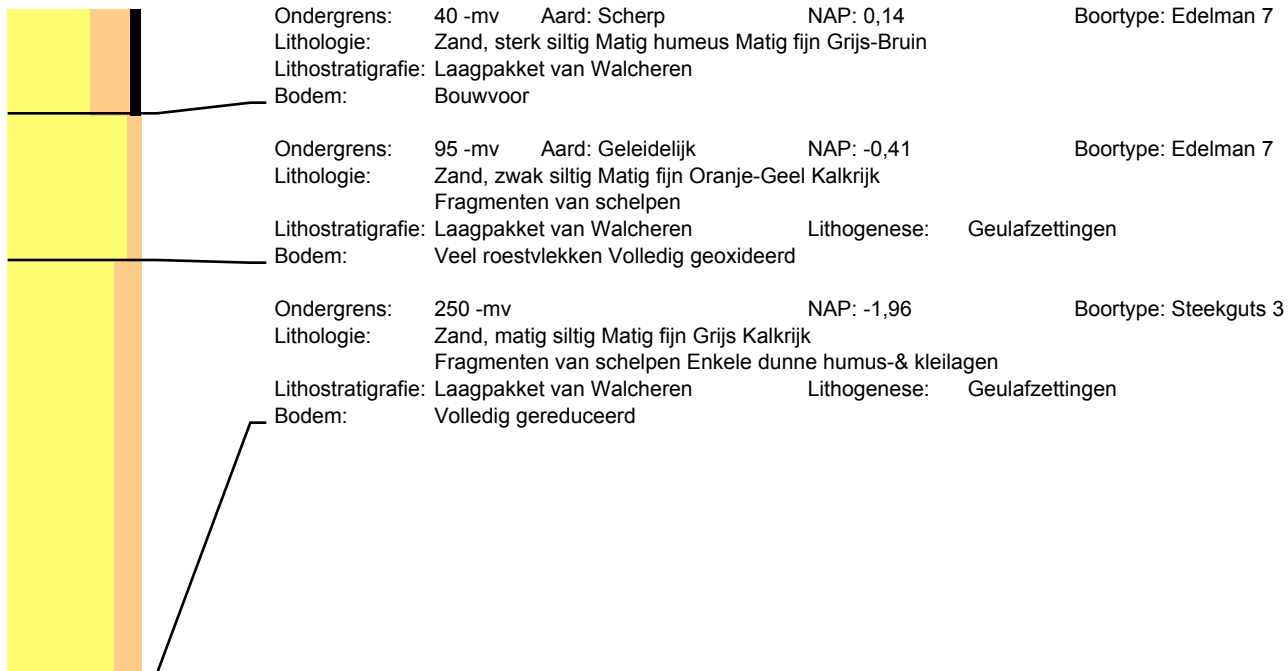 Ondergrens: 40 -mv Aard: Scherp NAP: 0,14 Boortype: Edelman 7
Lithologie: Zand, sterk siltig Matig humeus Matig fijn Grijs-Bruin
Lithostratigrafie: Laagpakket van Walcheren
Bodem: Bouwvoor
Ondergrens: 95 -mv Aard: Geleidelijk NAP: -0,41 Boortype: Edelman 7
Lithologie: Zand, zwak siltig Matig fijn Oranje-Geel Kalkrijk
Fragmenten van schelpen
Lithostratigrafie: Laagpakket van Walcheren Lithogenese: Geulafzettingen
Bodem: Veel roestvlekken Volledig geoxideerd
Ondergrens: 250 -mv NAP: -1,96 Boortype: Steekguts 3
Lithologie: Zand, matig siltig Matig fijn Grijs Kalkrijk
Fragmenten van schelpen Enkele dunne humus-& kleilagen
Lithostratigrafie: Laagpakket van Walcheren Lithogenese: Geulafzettingen
Bodem: Volledig gereduceerd